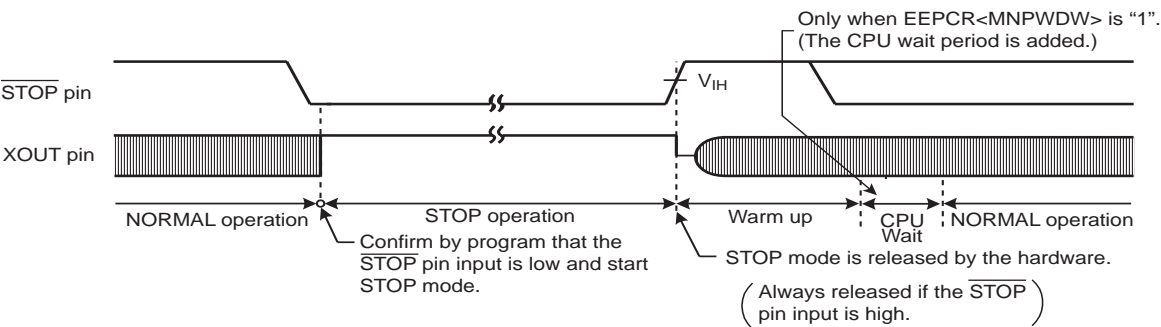 Only when EEPCR<MNPWDW> is “1”.
(The CPU wait period is added.)
STOP pin
VIH
XOUT pin
NORMAL operation
STOP operation
Warm up
CPU
Wait
NORMAL operation
Confirm by program that the
STOP pin input is low and start
STOP mode.
STOP mode is released by the hardware.
(Always released if the STOP
pin input is high.)